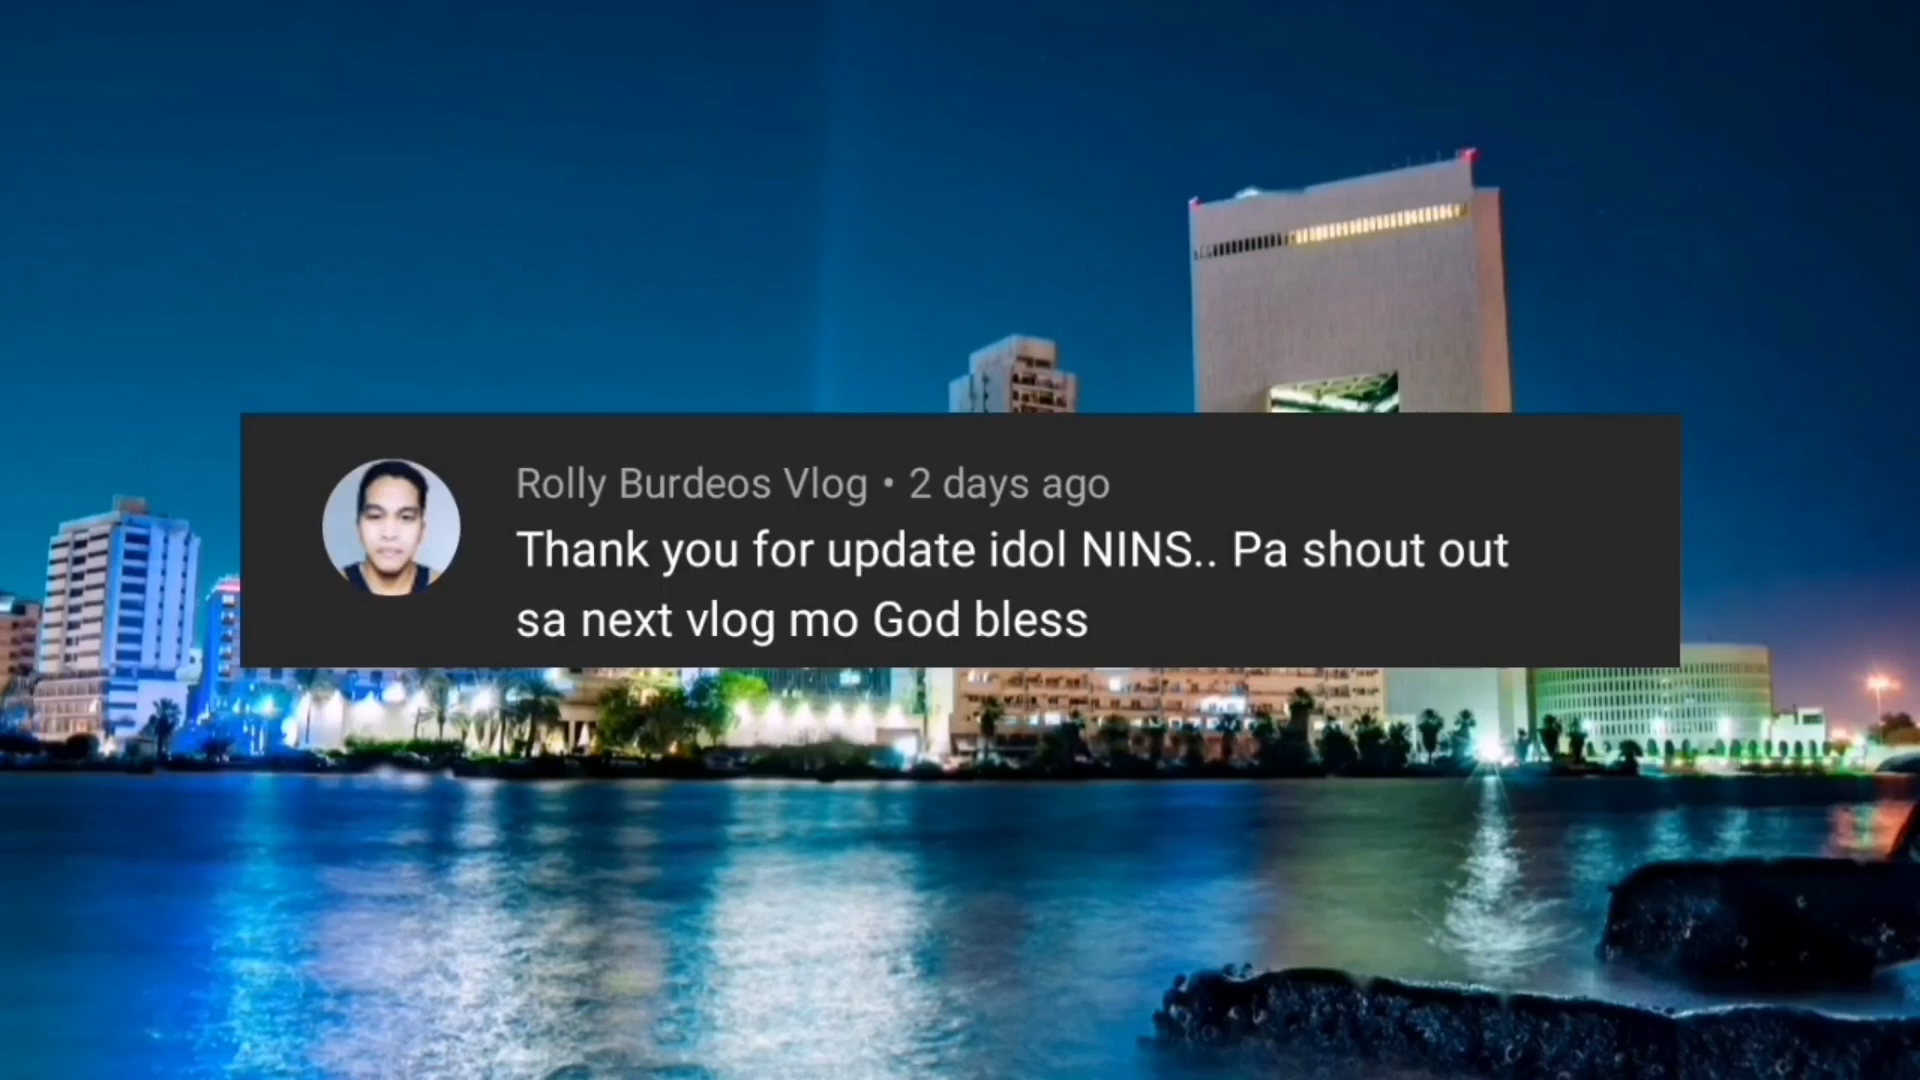 Rolly Burdeos Vlog • 2 days ago
Thank you for update idol NINS.. Pa shout out
sa next vlog mo God bless